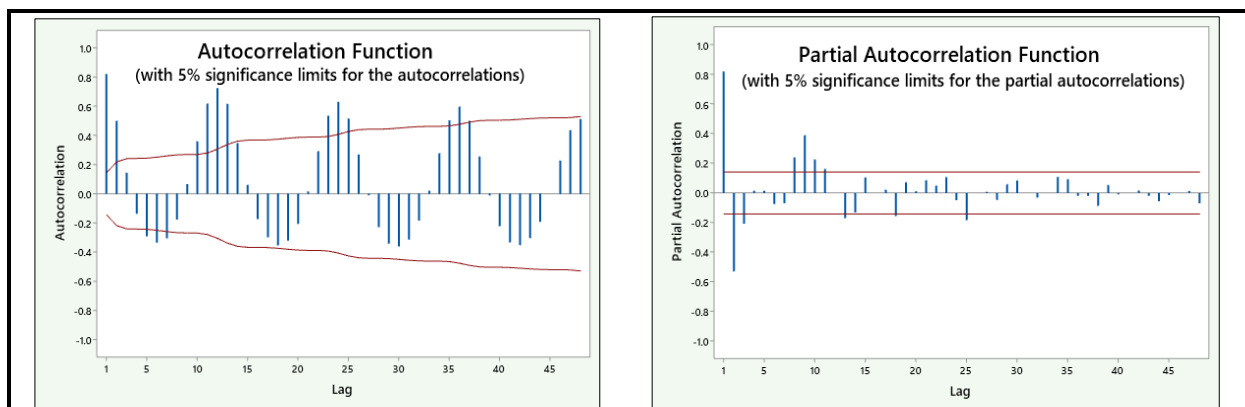 Autocorrelation Function
(with 5% significance limits for the autocorrelations)
1.0
0.8
0.6
0.4
0.2
0.0
-0.2
-0.4
-0.6
-0.8
-1.0
Autocorrelation
1 5 10 15 20 25 30 35 40 45
Lag
Partial Autocorrelation Function
(with 5% significance limits for the partial autocorrelations)
1.0
0.8
0.6
0.4
0.2
0.0
-0.2
-0.4
-0.6
-0.8
-1.0
Partial Autocorrelation
1 5 10 15 20 25 30 35 40 45
Lag